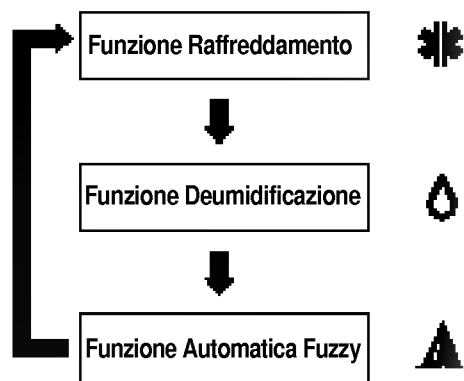 Funzione Raffreddamento
Funzione Deumidificazione
Funzione Automatica Fuzzy